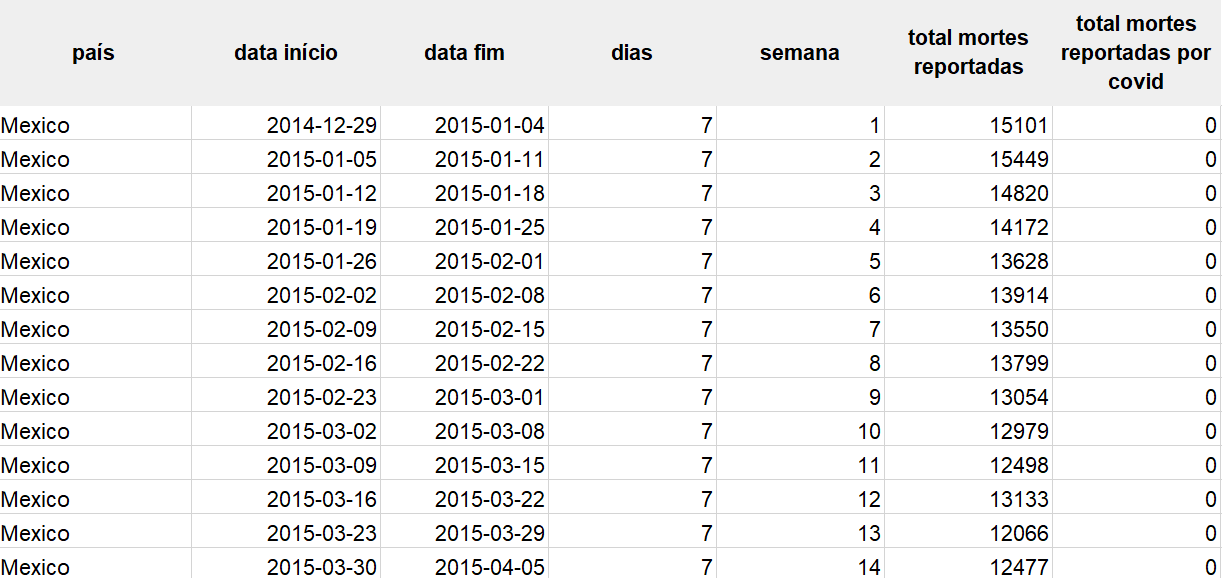 país data início data fim dias semana total mortes reportadas total mortes reportadas por covid
Mexico 2014-12-29 2015-01-04 7 1 15101 0
Mexico 2015-01-05 2015-01-11 7 2 15449 0
Mexico 2015-01-12 2015-01-18 7 3 14820 0
Mexico 2015-01-19 2015-01-25 7 4 14172 0
Mexico 2015-01-26 2015-02-01 7 5 13628 0
Mexico 2015-02-02 2015-02-08 7 6 13914 0
Mexico 2015-02-09 2015-02-15 7 7 13550 0
Mexico 2015-02-16 2015-02-22 7 8 13799 0
Mexico 2015-02-23 2015-03-01 7 9 13054 0
Mexico 2015-03-02 2015-03-08 7 10 12979 0
Mexico 2015-03-09 2015-03-15 7 11 12498 0
Mexico 2015-03-16 2015-03-22 7 12 13133 0
Mexico 2015-03-23 2015-03-29 7 13 12066 0
Mexico 2015-03-30 2015-04-05 7 14 12477 0